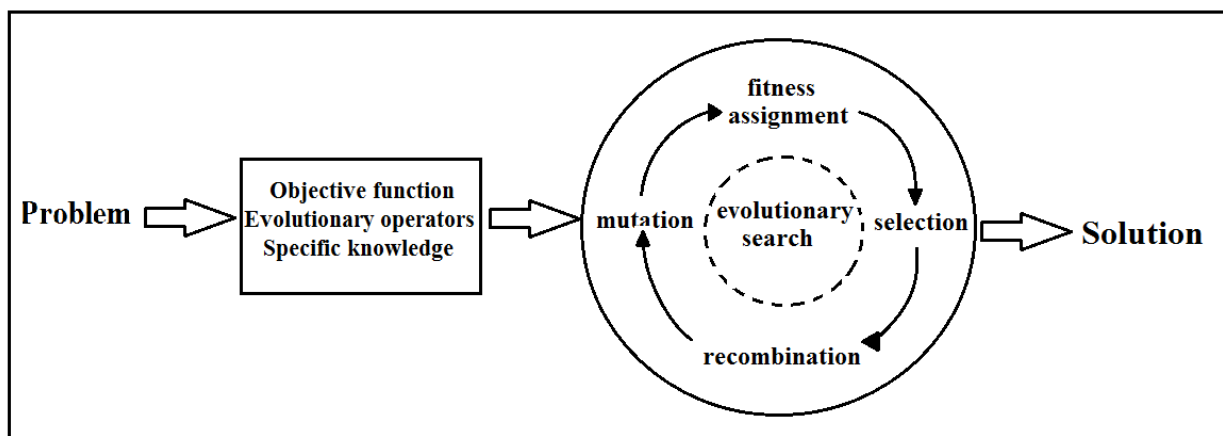 Problem
Objective function
Evolutionary operators
Specific knowledge
fitness
assignment
mutation
evolutionary
search
selection
recombination
Solution